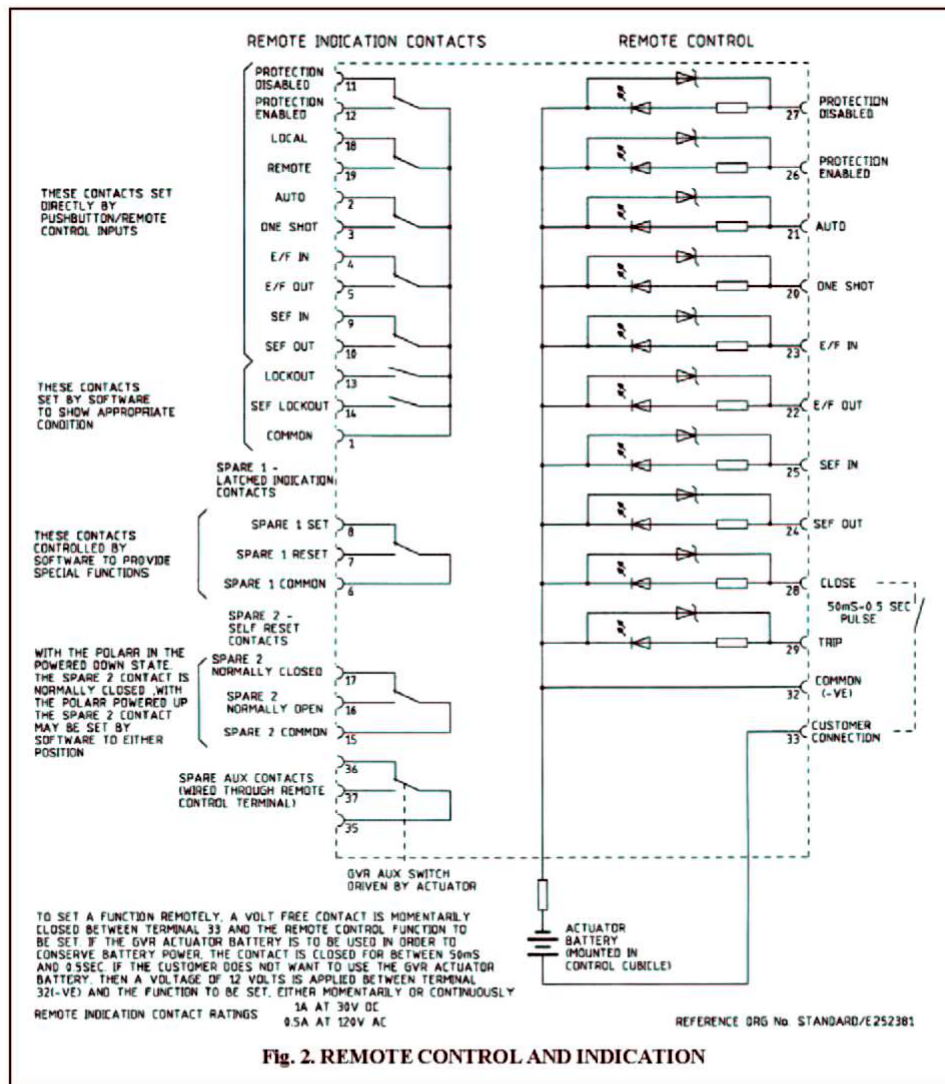 REMOTE INDICATION CONTACTS
REMOTE CONTROL
PROTECTION
DISABLED
11
PROTECTION
ENABLED
12
LOCAL
18
REMOTE
19
AUTO
2
ONE SHOT
3
E/F IN
4
E/F OUT
5
SEF IN
9
SEF OUT
10
LOCKOUT
13
SEF LOCKOUT
14
COMMON
1
THESE CONTACTS SET
DIRECTLY BY
PUSHBUTTON/REMOTE
CONTROL INPUTS
THESE CONTACTS
SET BY SOFTWARE
TO SHOW APPROPRIATE
CONDITION
SPARE 1 -
LATCHED INDICATION
CONTACTS
SPARE 1 SET
8
SPARE 1 RESET
7
SPARE 1 COMMON
6
THESE CONTACTS
CONTROLLED BY
SOFTWARE TO PROVIDE
SPECIAL FUNCTIONS
SPARE 2 -
SELF RESET
CONTACTS
SPARE 2
NORMALLY CLOSED
17
SPARE 2
NORMALLY OPEN
16
SPARE 2 COMMON
15
WITH THE POLARR IN THE
POWERED DOWN STATE.
THE SPARE 2 CONTACT IS
NORMALLY CLOSED ,WITH
THE POLARR POWERED UP
THE SPARE 2 CONTACT
MAY BE SET BY
SOFTWARE TO EITHER
POSITION
36
SPARE AUX CONTACTS
(WIRED THROUGH REMOTE
CONTROL TERMINAL)
37
35
GVR AUX SWITCH
DRIVEN BY ACTUATOR
27
PROTECTION
DISABLED
26
PROTECTION
ENABLED
21
AUTO
20
ONE SHOT
23
E/F IN
22
E/F OUT
25
SEF IN
24
SEF OUT
28
CLOSE
50mS-0.5 SEC
PULSE
29
TRIP
32
COMMON
(-VE)
33
CUSTOMER
CONNECTION
ACTUATOR
BATTERY
(MOUNTED IN
CONTROL CUBICLE)
TO SET A FUNCTION REMOTELY, A VOLT FREE CONTACT IS MOMENTARILY
CLOSED BETWEEN TERMINAL 33 AND THE REMOTE CONTROL FUNCTION TO
BE SET. IF THE GVR ACTUATOR BATTERY IS TO BE USED IN ORDER TO
CONSERVE BATTERY POWER, THE CONTACT IS CLOSED FOR BETWEEN 50mS
AND 0.5SEC. IF THE CUSTOMER DOES NOT WANT TO USE THE GVR ACTUATOR
BATTERY, THEN A VOLTAGE OF 12 VOLTS IS APPLIED BETWEEN TERMINAL
32(-VE) AND THE FUNCTION TO BE SET, EITHER MOMENTARILY OR CONTINUOUSLY
REMOTE INDICATION CONTACT RATINGS
1A AT 30V DC
0.5A AT 120V AC
REFERENCE DRG No. STANDARD/E252381
Fig. 2. REMOTE CONTROL AND INDICATION